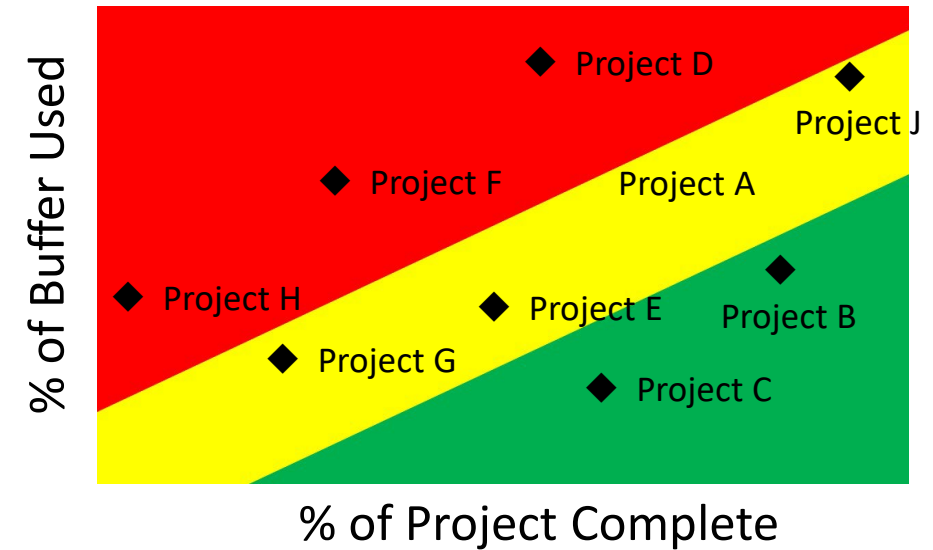 % of Buffer Used
Project D
Project J
Project F
Project A
Project H
Project E
Project B
Project G
Project C
% of Project Complete